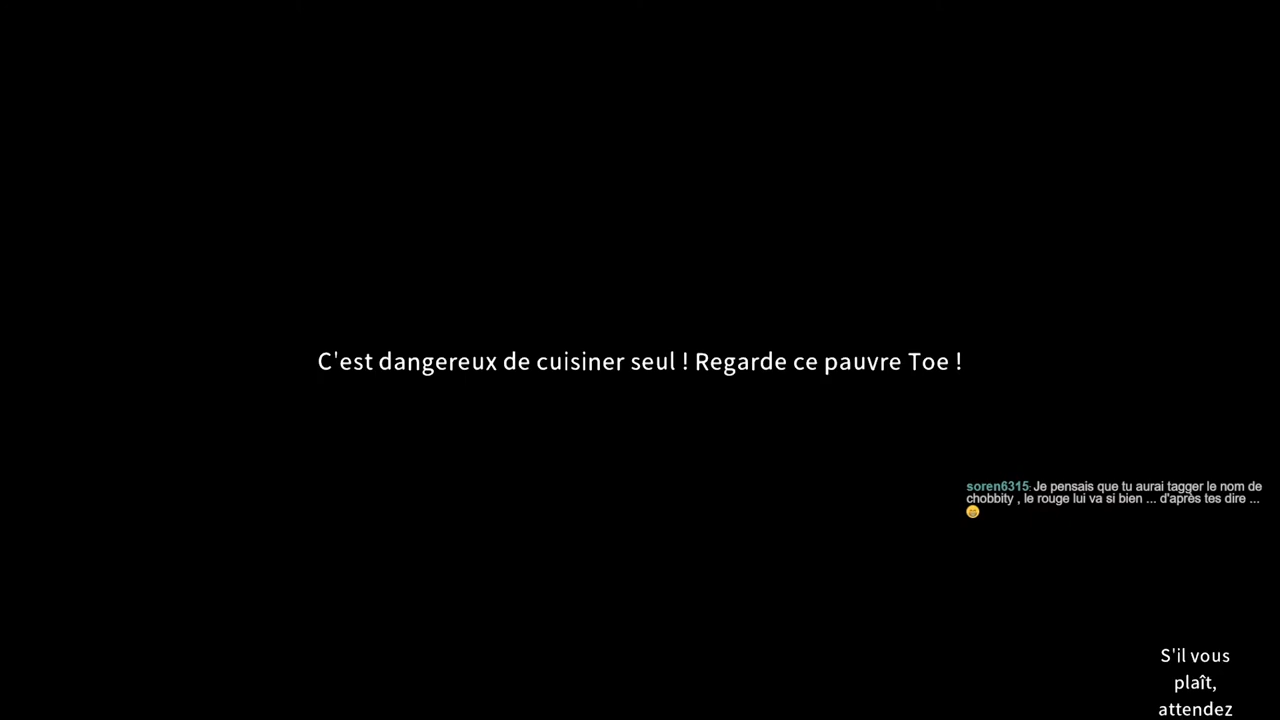 C'est dangereux de cuisiner seul ! Regarde ce pauvre Toe !
soren6315: Je pensais que tu aurai tagger le nom de
chobbity , le rouge lui va si bien ... d'après tes dire ...
😄
S'il vous
plaît,
attendez